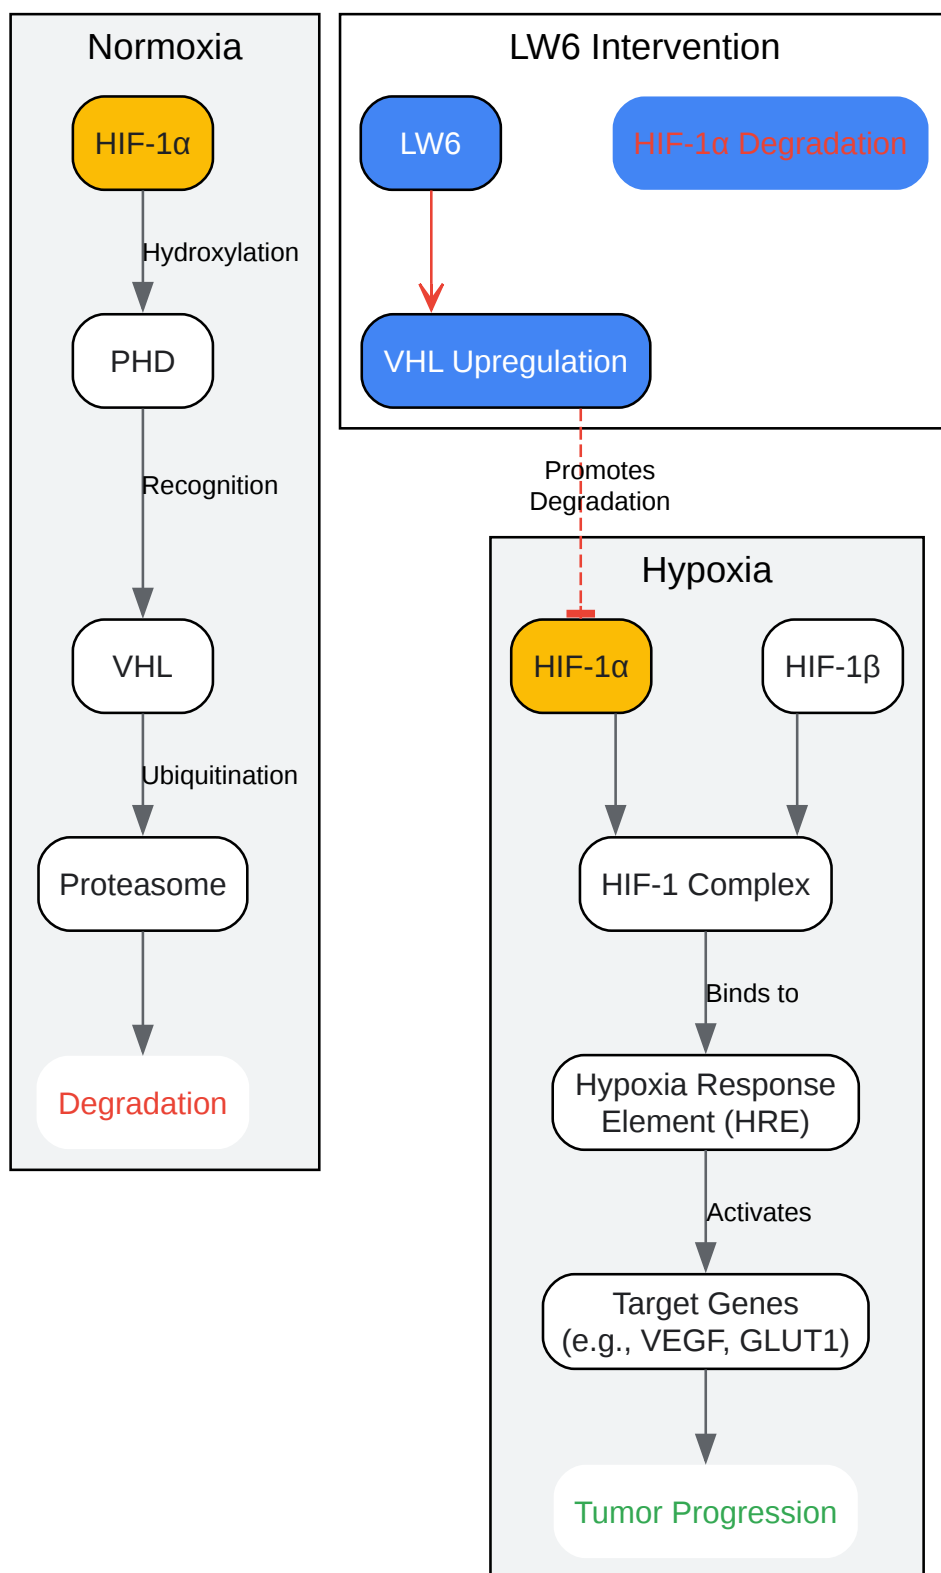 Normoxia
HIF-1α
Hydroxylation
PHD
Recognition
VHL
Ubiquitination
Proteasome
Degradation
LW6 Intervention
LW6
HIF-1α Degradation
VHL Upregulation
Promotes
Degradation
Hypoxia
HIF-1α
HIF-1β
HIF-1 Complex
Binds to
Hypoxia Response
Element (HRE)
Activates
Target Genes
(e.g., VEGF, GLUT1)
Tumor Progression